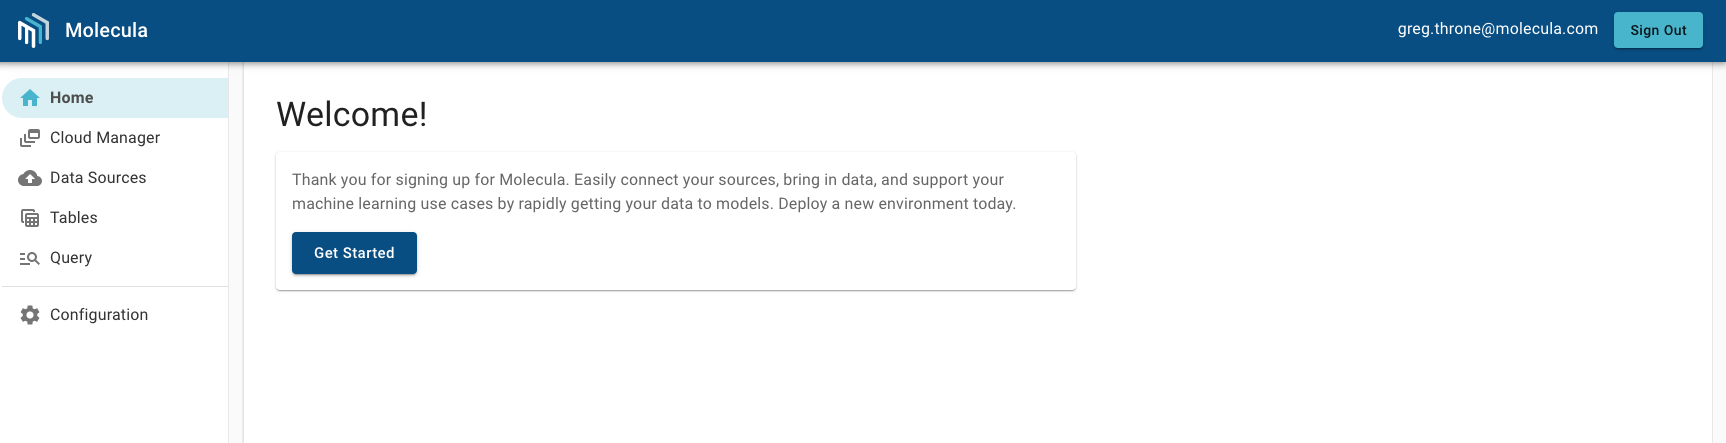 Molecula
greg.throne@molecula.com
Sign Out
Home
Cloud Manager
Data Sources
Tables
Query
Configuration
Welcome!
Thank you for signing up for Molecula. Easily connect your sources, bring in data, and support your
machine learning use cases by rapidly getting your data to models. Deploy a new environment today.
Get Started